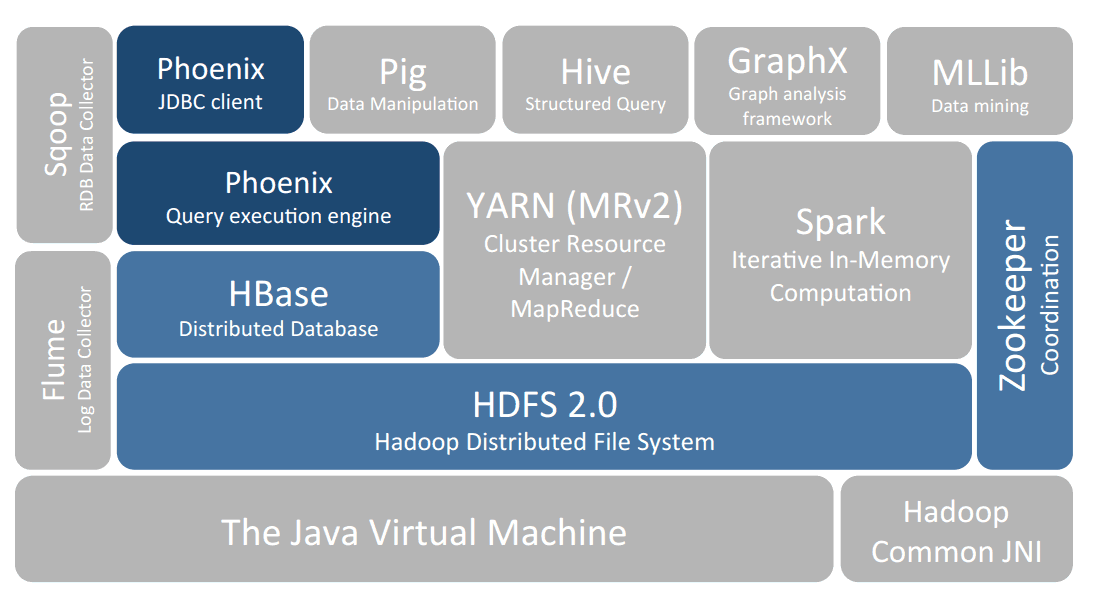 Sqoop
RDB Data Collector
Phoenix
JDBC client
Pig
Data Manipulation
Hive
Structured Query
GraphX
Graph analysis
framework
MLLib
Data mining
Phoenix
Query execution engine
YARN (MRv2)
Cluster Resource
Manager /
MapReduce
Spark
Iterative In-Memory
Computation
Zookeeper
Coordination
Flume
Log Data Collector
HBase
Distributed Database
HDFS 2.0
Hadoop Distributed File System
The Java Virtual Machine
Hadoop
Common JNI